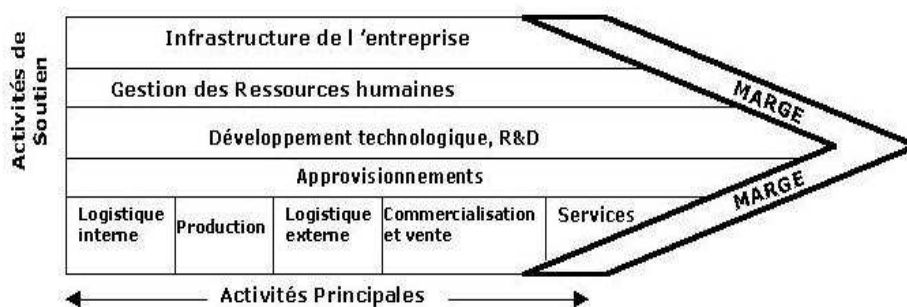 Activités de
Soutien
Infrastructure de l 'entreprise
Gestion des Ressources humaines
Développement technologique, R&D
Approvisionnements
Logistique
interne
Production
Logistique
externe
Commercialisation
et vente
Services
MARGE
MARGE
Activités Principales